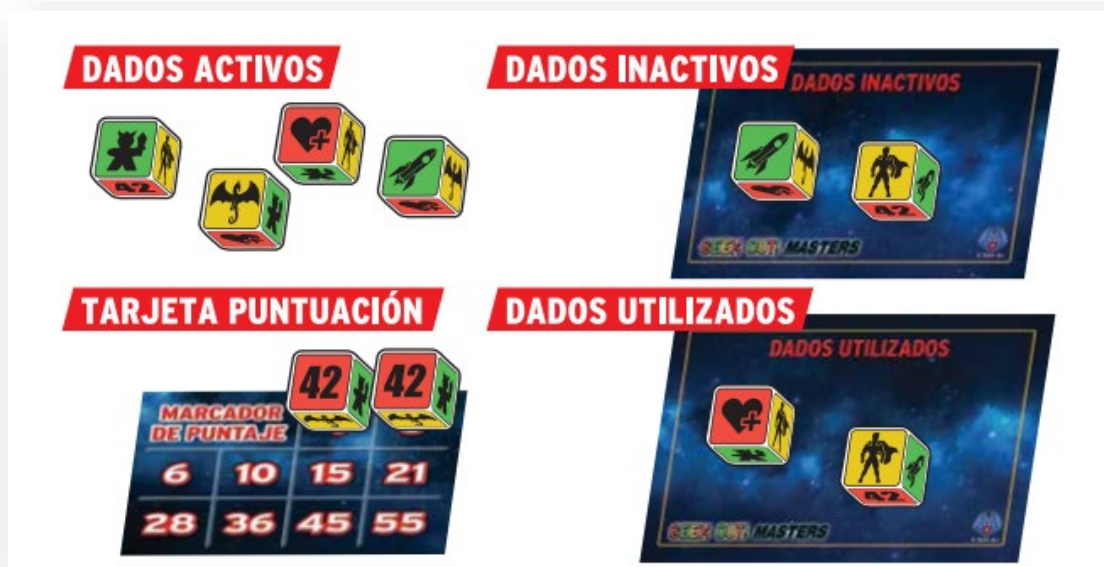 DADOS ACTIVOS
DADOS INACTIVOS
DADOS INACTIVOS
42
42
GEEK OUT! MASTERS
TARJETA PUNTUACIÓN
DADOS UTILIZADOS
DADOS UTILIZADOS
42 42
MARCADOR
DE PUNTAJE
6 10 15 21
28 36 45 55
42
GEEK OUT! MASTERS